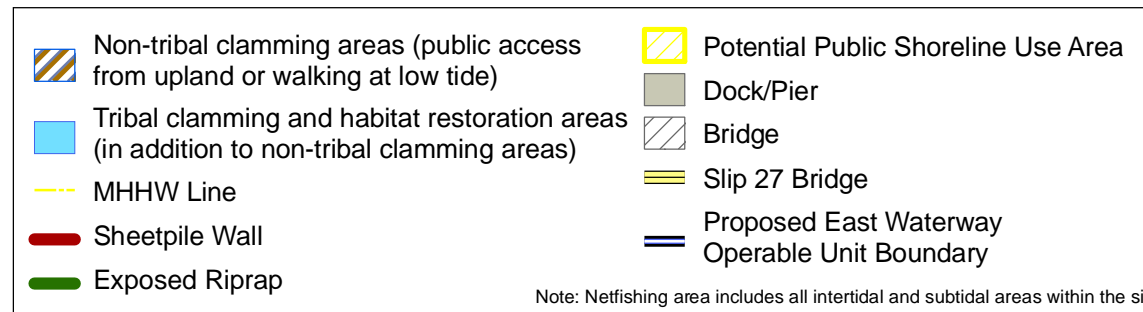 Non-tribal clamming areas (public access
from upland or walking at low tide)
Tribal clamming and habitat restoration areas
(in addition to non-tribal clamming areas)
MHHW Line
Sheetpile Wall
Exposed Riprap
Potential Public Shoreline Use Area
Dock/Pier
Bridge
Slip 27 Bridge
Proposed East Waterway
Operable Unit Boundary
Note: Netfishing area includes all intertidal and subtidal areas within the